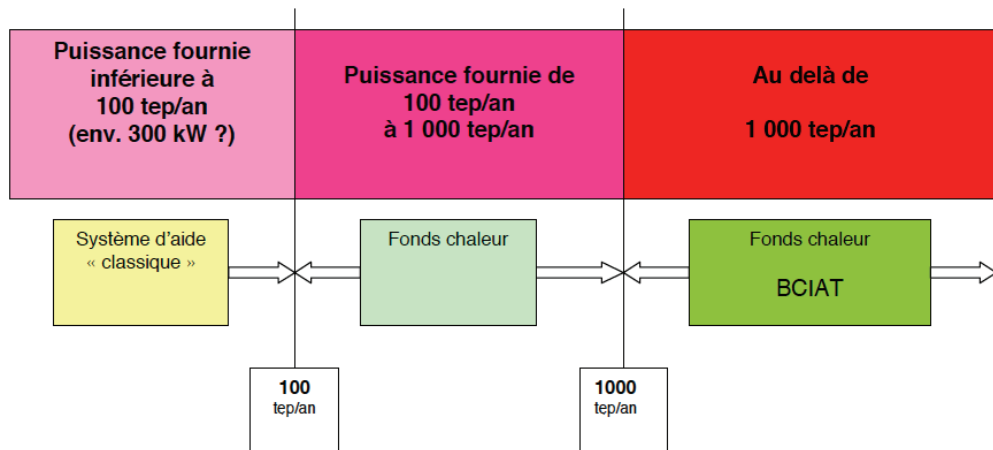 Puissance fournie
inférieure à
100 tep/an
(env. 300 kW ?)
Puissance fournie de
100 tep/an
à 1 000 tep/an
Au delà de
1 000 tep/an
Système d'aide
« classique »
Fonds chaleur
Fonds chaleur
BCIAT
100
tep/an
1000
tep/an